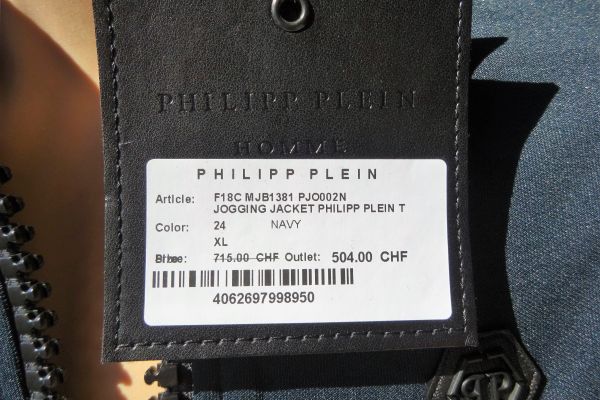 PHILIPP PLEIN
HOMME
PHILIPP PLEIN
Article: F18C MJB1381 PJO002N
JOGGING JACKET PHILIPP PLEIN T
Color: 24 NAVY
XL
715.00 CHF Outlet: 504.00 CHF
4062697998950